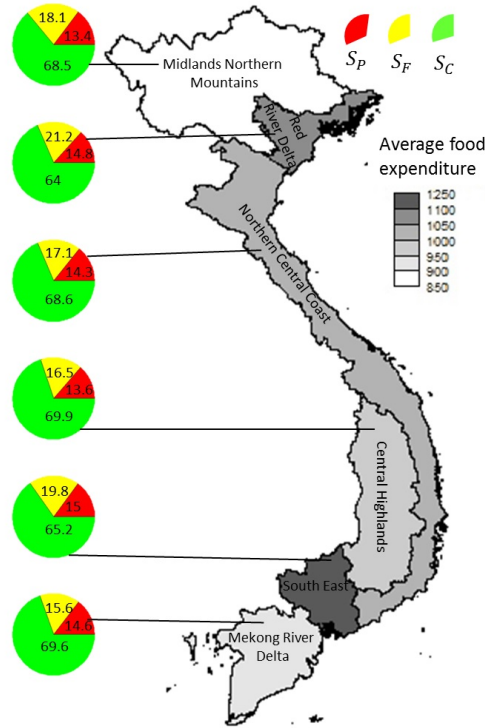 18.1
13.4
68.5
Midlands Northern
Mountains
S_P S_F S_C
21.2
14.8
64
Red
River Delta
Average food
expenditure
1250
1100
1050
1000
950
900
850
17.1
14.3
68.6
Northern Central Coast
16.5
13.6
69.9
Central Highlands
19.8
15
65.2
South East
15.6
14.6
69.6
Mekong River
Delta